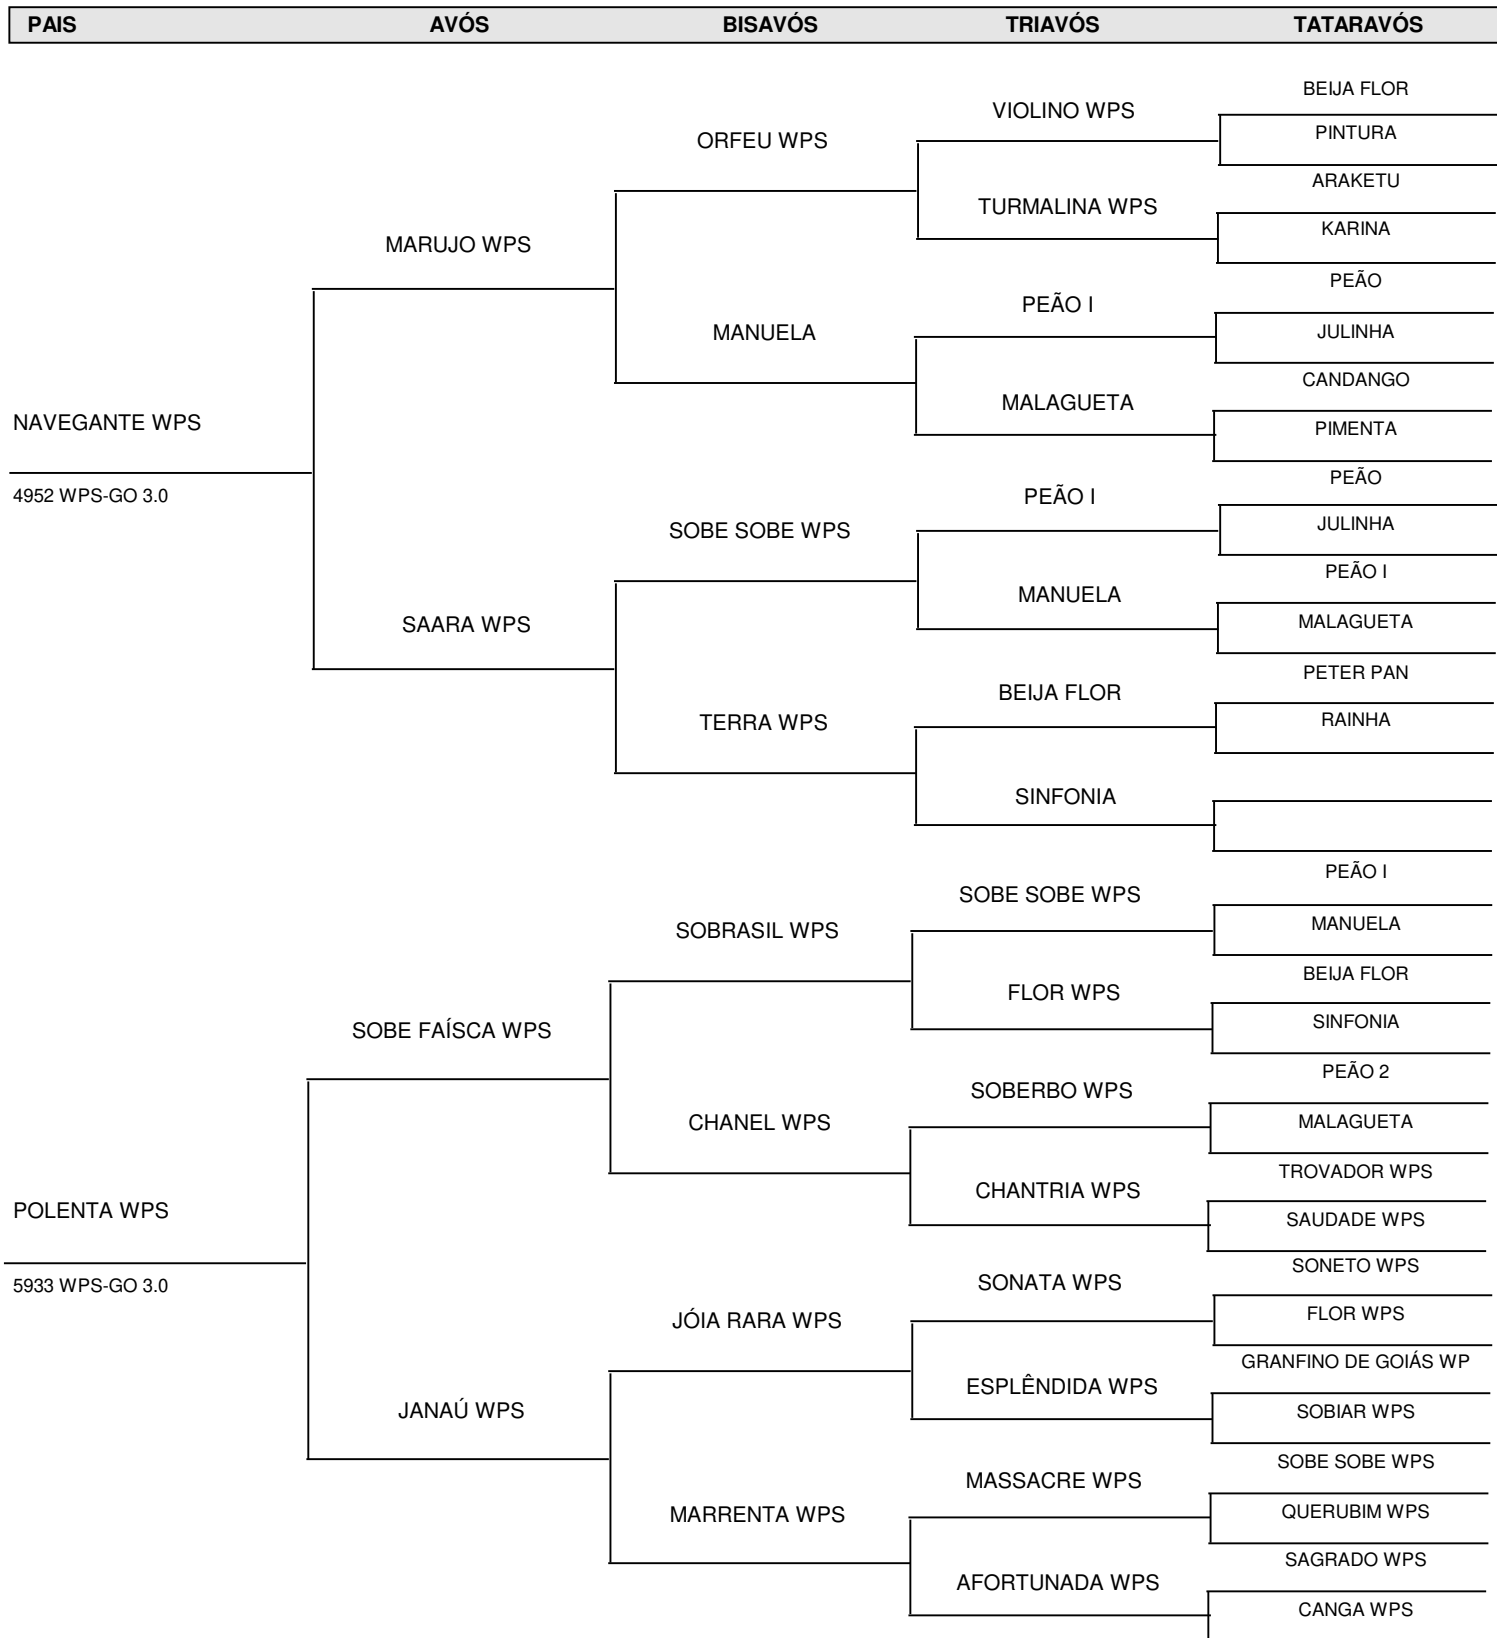 PAIS AVÓS BISAVÓS TRIAVÓS TATARAVÓS
BEIJA FLOR
VIOLINO WPS
PINTURA
ORFEU WPS
ARAKETU
TURMALINA WPS
KARINA
MARUJO WPS
PEÃO
PEÃO I
JULINHA
MANUELA
CANDANGO
MALAGUETA
PIMENTA
NAVEGANTE WPS
4952 WPS-GO 3.0
PEÃO
PEÃO I
JULINHA
SOBE SOBE WPS
PEÃO I
MANUELA
MALAGUETA
SAARA WPS
PETER PAN
BEIJA FLOR
RAINHA
TERRA WPS
SINFONIA
PEÃO I
SOBE SOBE WPS
MANUELA
SOBRASIL WPS
BEIJA FLOR
FLOR WPS
SINFONIA
SOBE FAÍSCA WPS
PEÃO 2
SOBERBO WPS
MALAGUETA
CHANEL WPS
TROVADOR WPS
CHANTRIA WPS
SAUDADE WPS
POLENTA WPS
5933 WPS-GO 3.0
SONETO WPS
SONATA WPS
FLOR WPS
JÓIA RARA WPS
GRANFINO DE GOIÁS WP
ESPLÊNDIDA WPS
SOBIAR WPS
JANAÚ WPS
SOBE SOBE WPS
MASSACRE WPS
QUERUBIM WPS
MARRENTA WPS
SAGRADO WPS
AFORTUNADA WPS
CANGA WPS